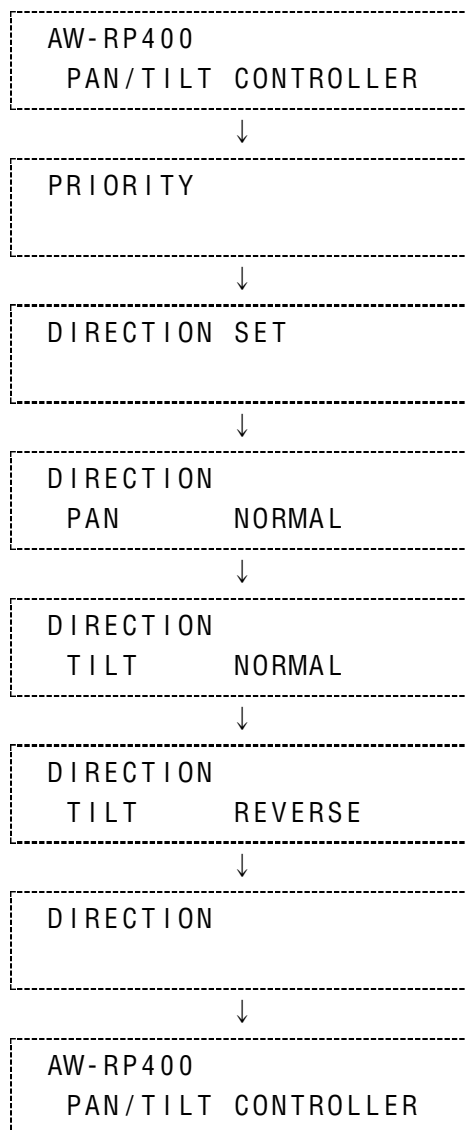 AW-RP400
PAN/TILT CONTROLLER
↓
PRIORITY
↓
DIRECTION SET
↓
DIRECTION
PAN NORMAL
↓
DIRECTION
TILT NORMAL
↓
DIRECTION
TILT REVERSE
↓
DIRECTION
↓
AW-RP400
PAN/TILT CONTROLLER